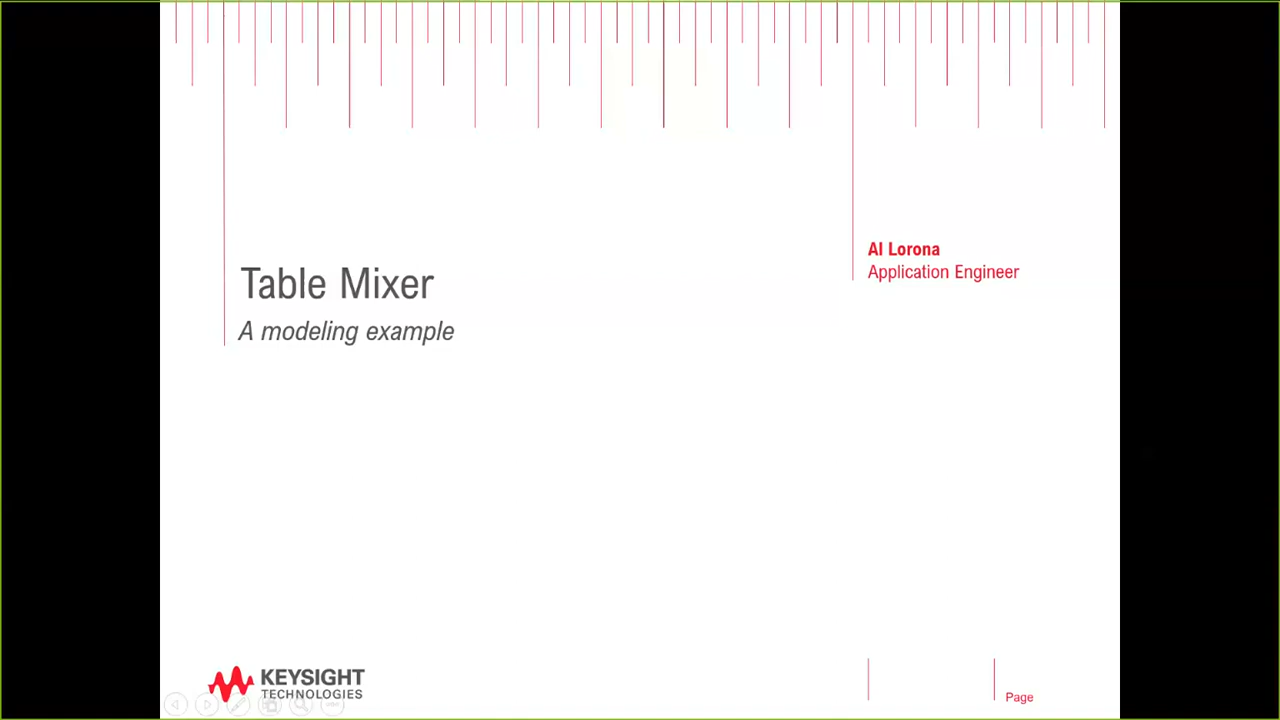 Al Lorona
Application Engineer
Table Mixer
A modeling example
KEYSIGHT
TECHNOLOGIES
Page